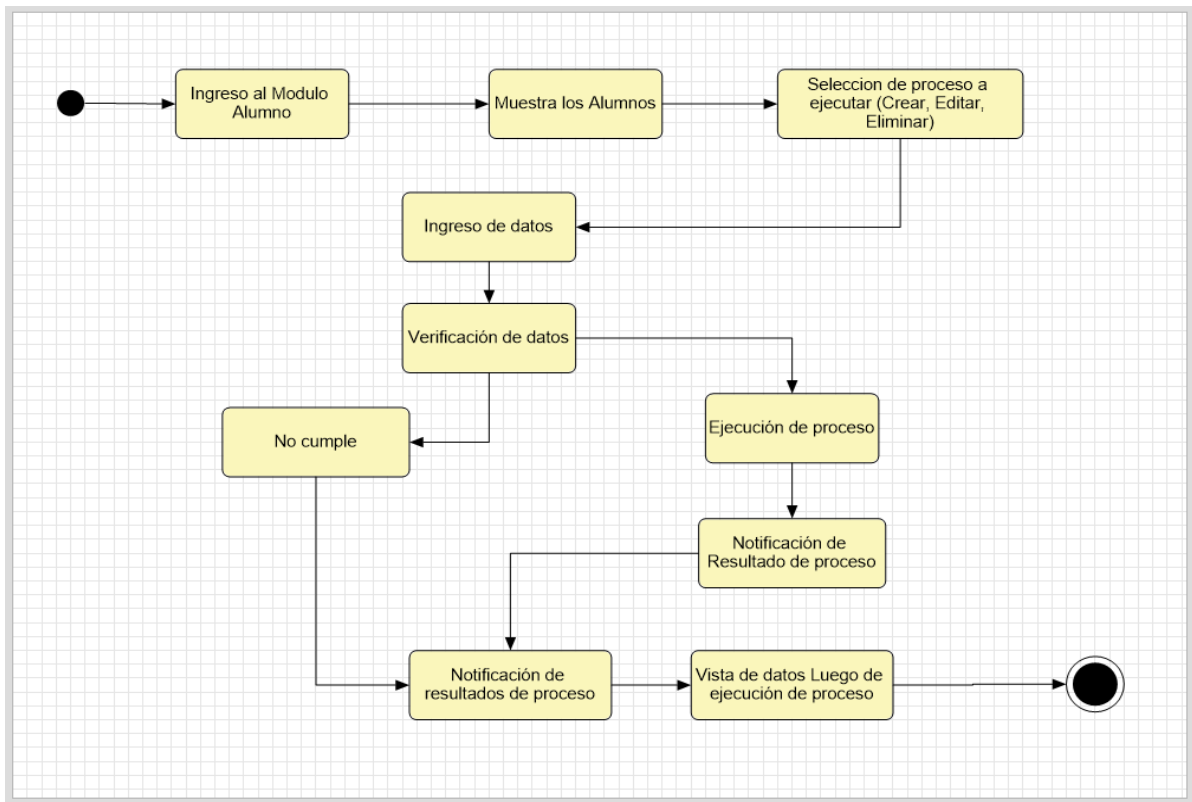 Ingreso al Modulo
Alumno
Muestra los Alumnos
Seleccion de proceso a
ejecutar (Crear, Editar,
Eliminar)
Ingreso de datos
Verificación de datos
No cumple
Ejecución de proceso
Notificación de
Resultado de proceso
Notificación de
resultados de proceso
Vista de datos Luego de
ejecución de proceso